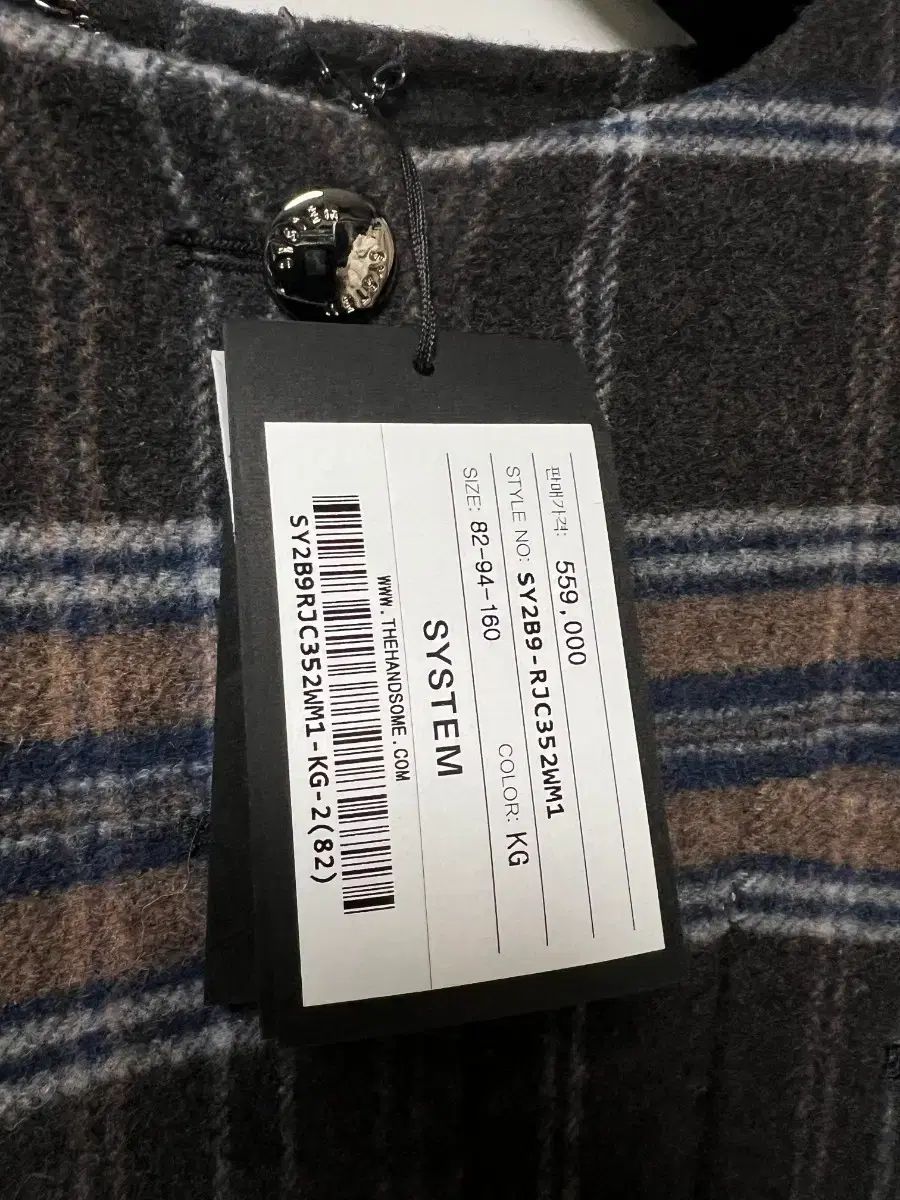 판매가격: 559,000
STYLE NO: SY2B9-RJC352WM1
SIZE: 82-94-160 COLOR: KG
SYSTEM
WWW.THEHANDSOME.COM
SY2B9RJC352WM1-KG-2(82)